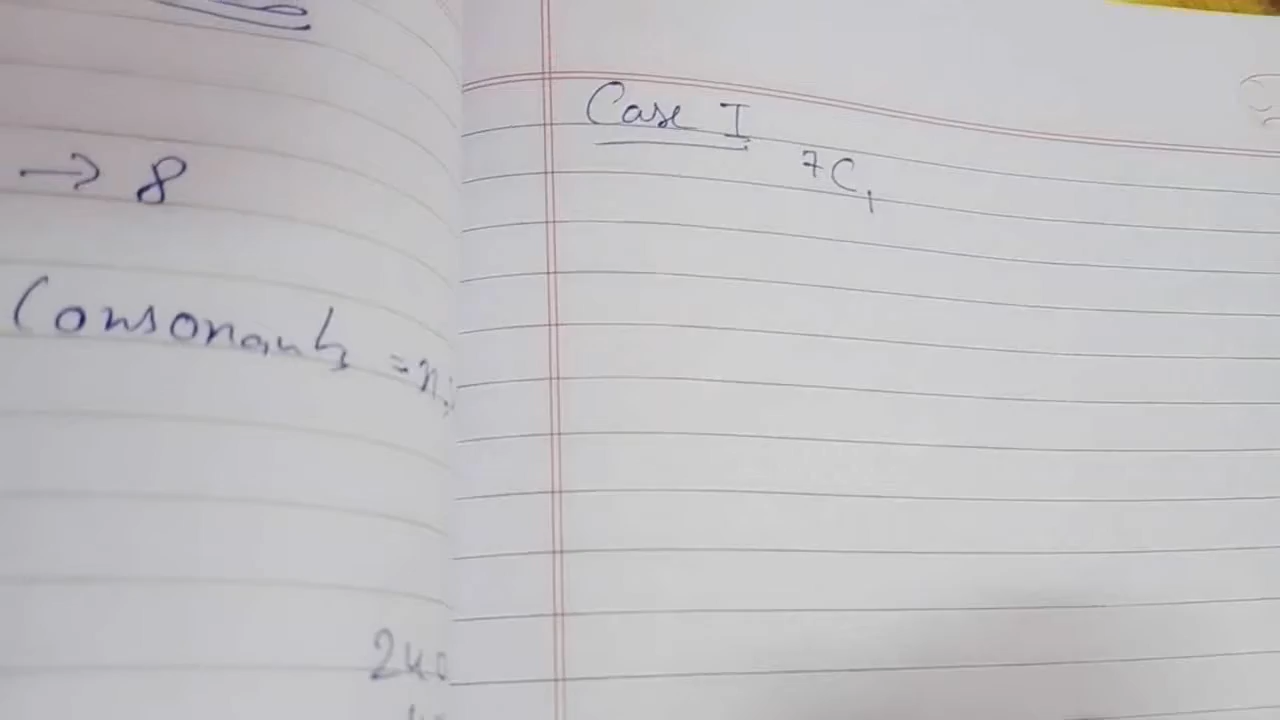 → 8
Consonants =
Case I
⁷C₁